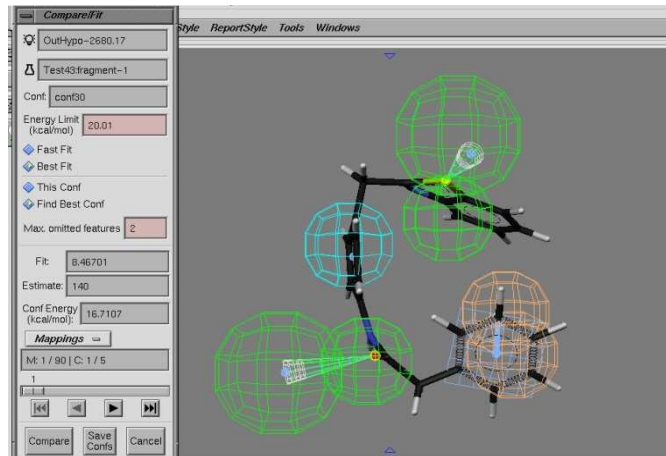 Compare/Fit
Style ReportStyle Tools Windows
OutHypo-2680.17
Test43:fragment-1
Conf: conf30
Energy Limit
(kcal/mol) 20.01
Fast Fit
Best Fit
This Conf
Find Best Conf
Max. omitted features 2
Fit: 8.46701
Estimate: 140
Conf Energy
(kcal/mol): 16.7107
Mappings
M: 1 / 90 | C: 1 / 5
1
Compare
Save
Confs
Cancel